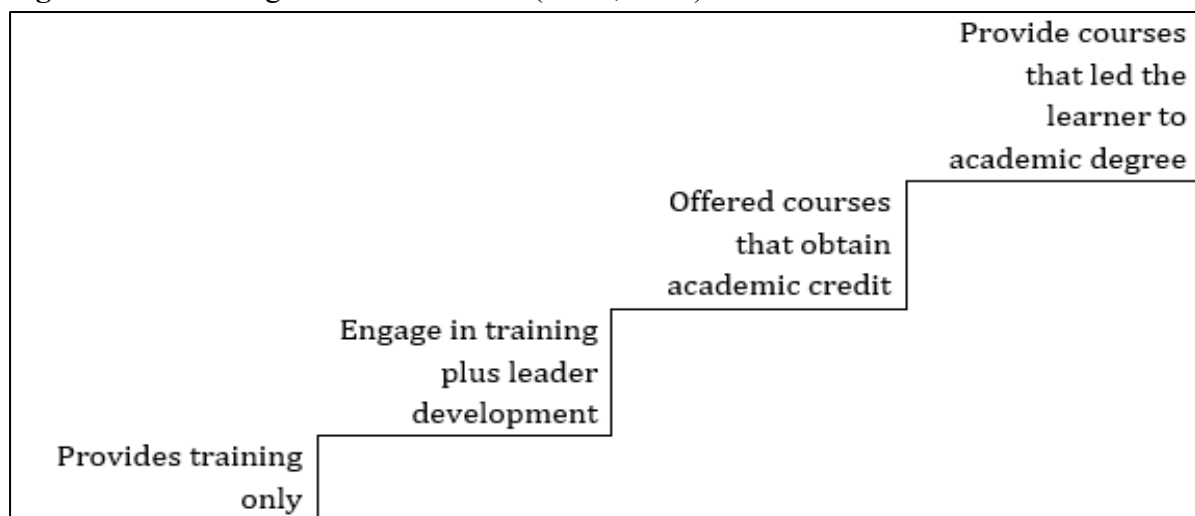 Provide courses
that led the
learner to
academic degree
Offered courses
that obtain
academic credit
Engage in training
plus leader
development
Provides training
only